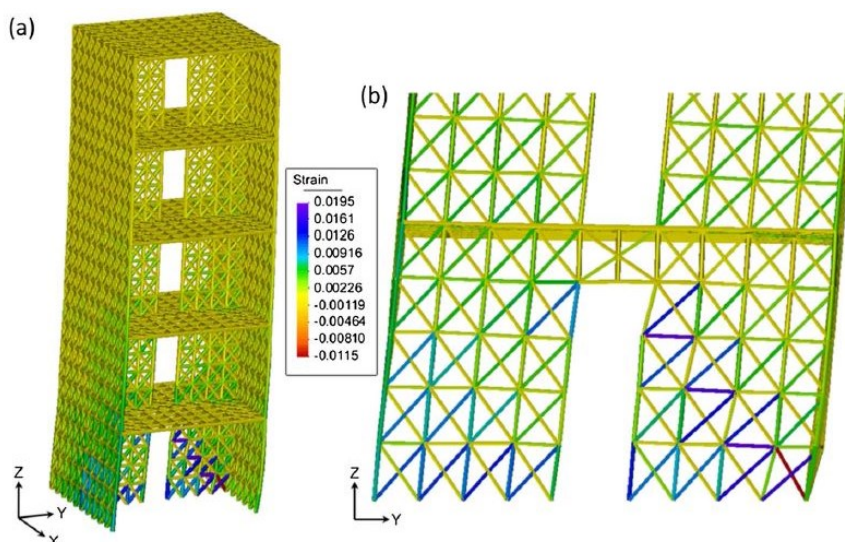 (a)
(b)
Strain
0.0195
0.0161
0.0126
0.00916
0.0057
0.00226
-0.00119
-0.00464
-0.00810
-0.0115
Z
Y
X
Z
Y